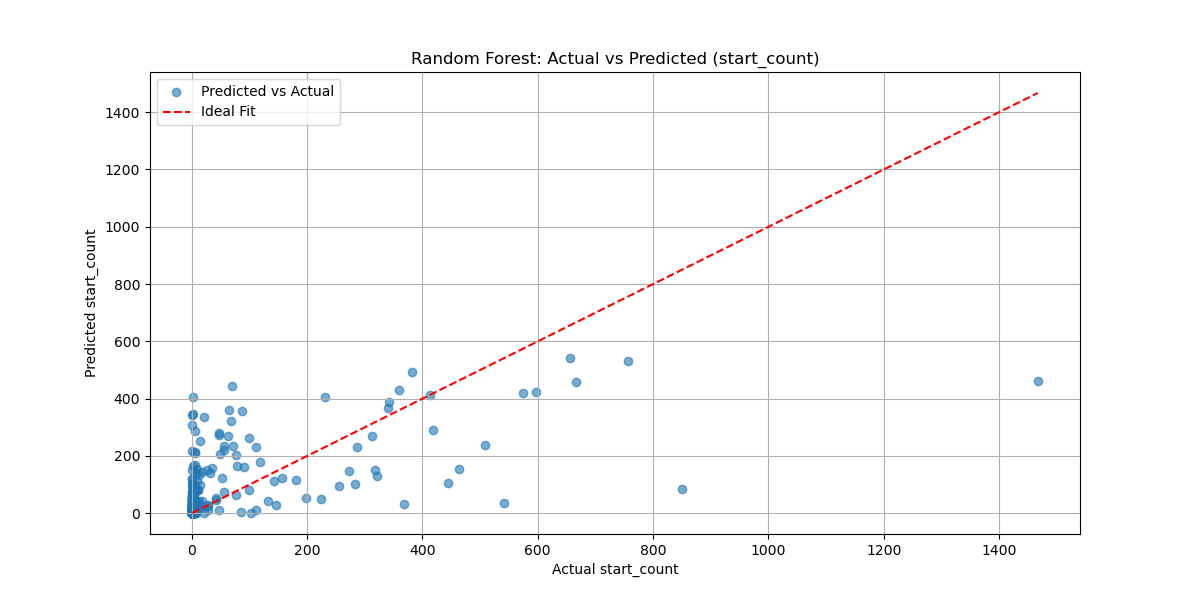 Random Forest: Actual vs Predicted (start_count)
Predicted vs Actual
Ideal Fit
1400
1200
1000
800
600
400
200
0
Predicted start_count
0 200 400 600 800 1000 1200 1400
Actual start_count